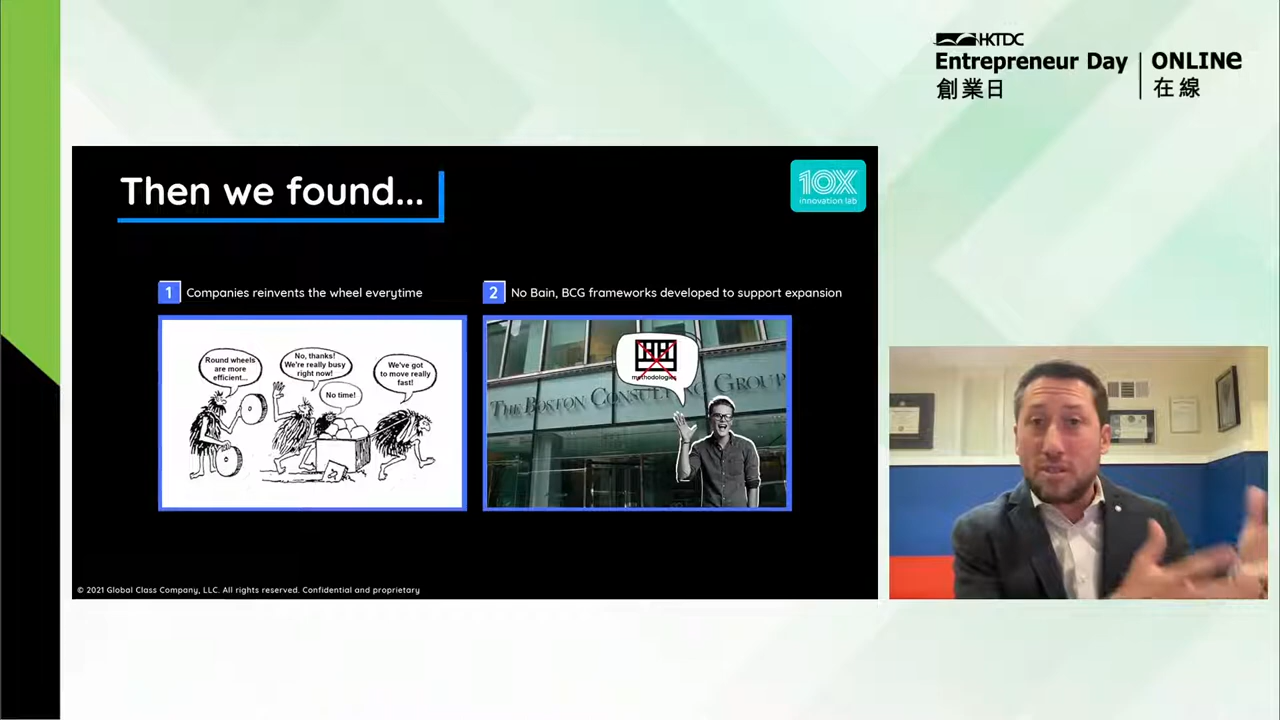 HKTDC
Entrepreneur Day
創業日
ONLINe
在線
Then we found...
10X
innovation lab
1 Companies reinvents the wheel everytime
2 No Bain, BCG frameworks developed to support expansion
Round wheels
are more
efficient...
No, thanks!
We're really busy
right now!
No time!
We've got
to move really
fast!
methodologies
THE BOSTON CONSULTING GROUP
© 2021 Global Class Company, LLC. All rights reserved. Confidential and proprietary